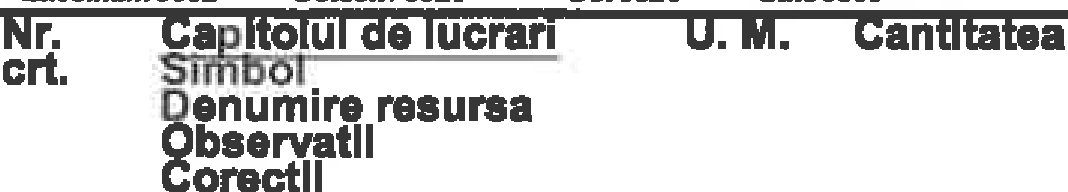 Nr. Capitolul de lucrari U. M. Cantitatea
crt. Simbol
Denumire resursa
Observatii
Corectii